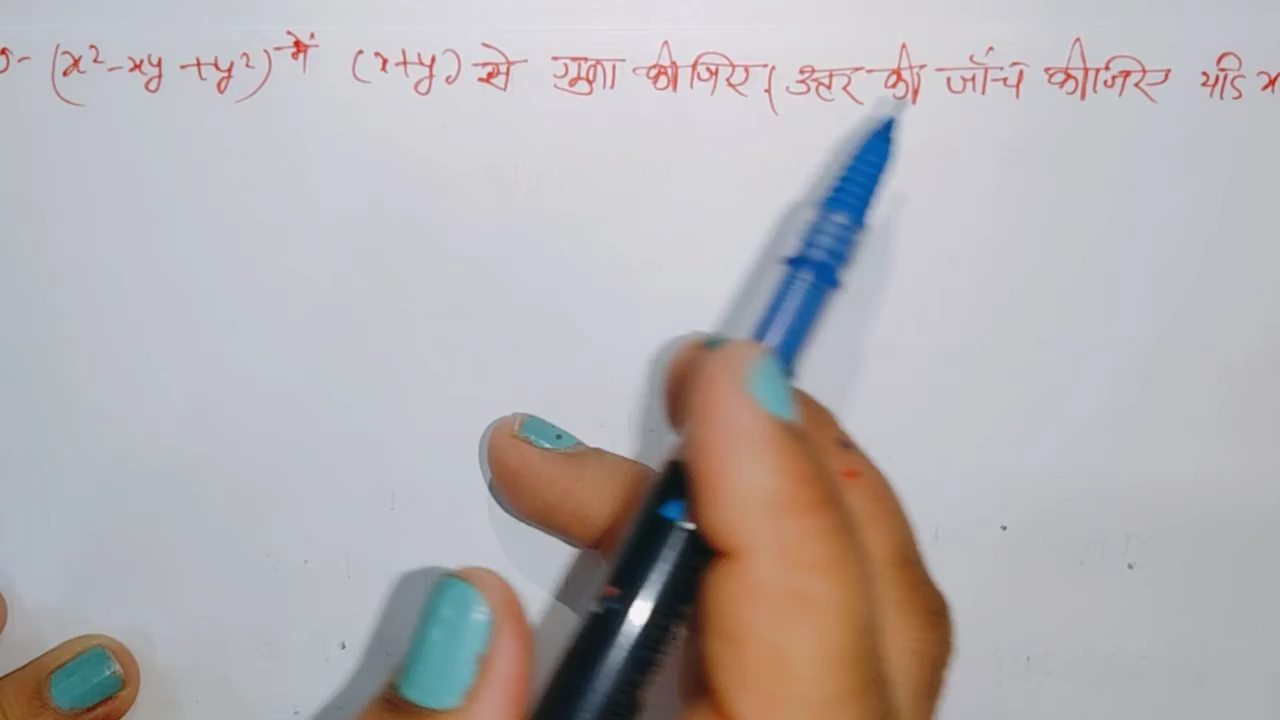 (x²-xy+y²) में (x+y) से गुणा कीजिए। उत्तर की जाँच कीजिए यदि x